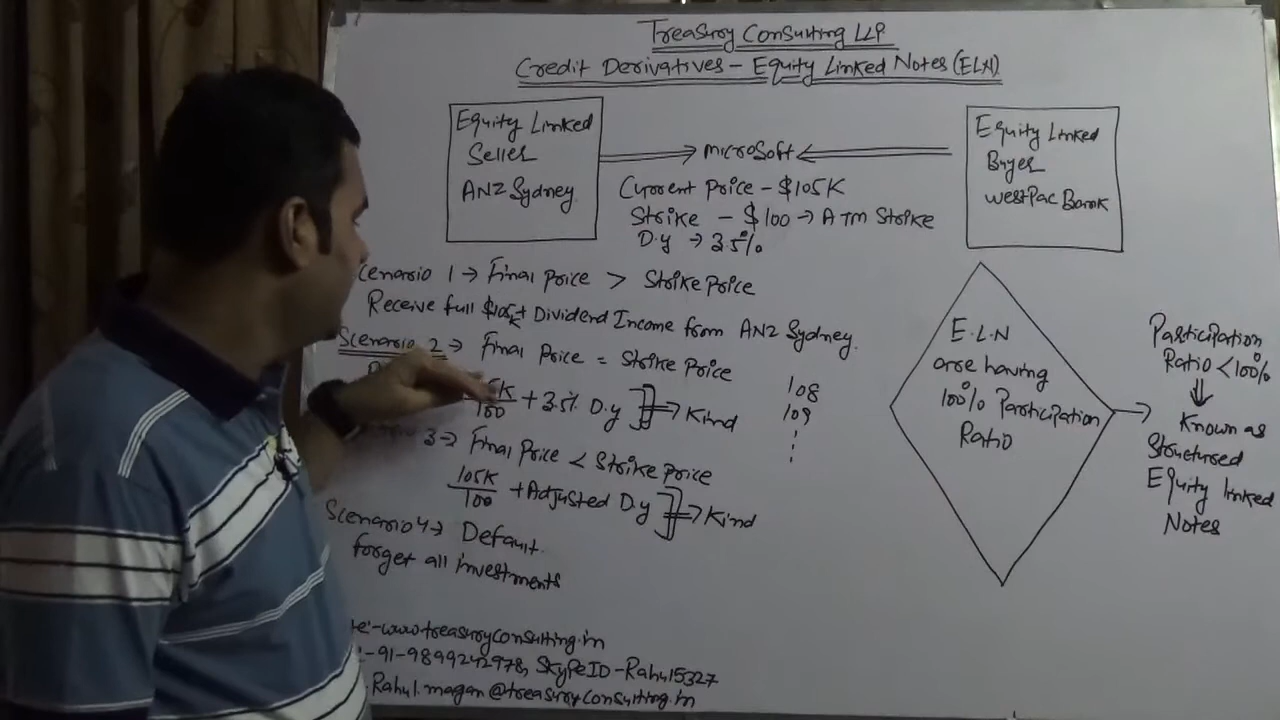 Treasury Consulting LLP
Credit Derivatives - Equity Linked Notes (ELN)
Equity Linked
Seller
ANZ Sydney
Microsoft
Current Price - $105K
Strike - $100 → ATM Strike
D.y → 3.5%
Equity Linked
Buyer
Westpac Bank
Scenario 1 → Final Price > Strike Price
Receive full $105K + Dividend Income from ANZ Sydney.
Scenario 2 → Final Price = Strike Price
100 + 3.5% D.y → Kind
108
109
3 → Final Price < Strike Price
105K
100 + Adjusted D.y → Kind
Scenario 4 → Default.
forget all investments
E.L.N
are having
100% Participation
Ratio
Participation
Ratio < 100%
Known as
Structured
Equity linked
Notes
www.treasuryconsulting.in
-91-9899242978, Skype ID - Rahul5327
Rahul.magan@treasuryconsulting.in